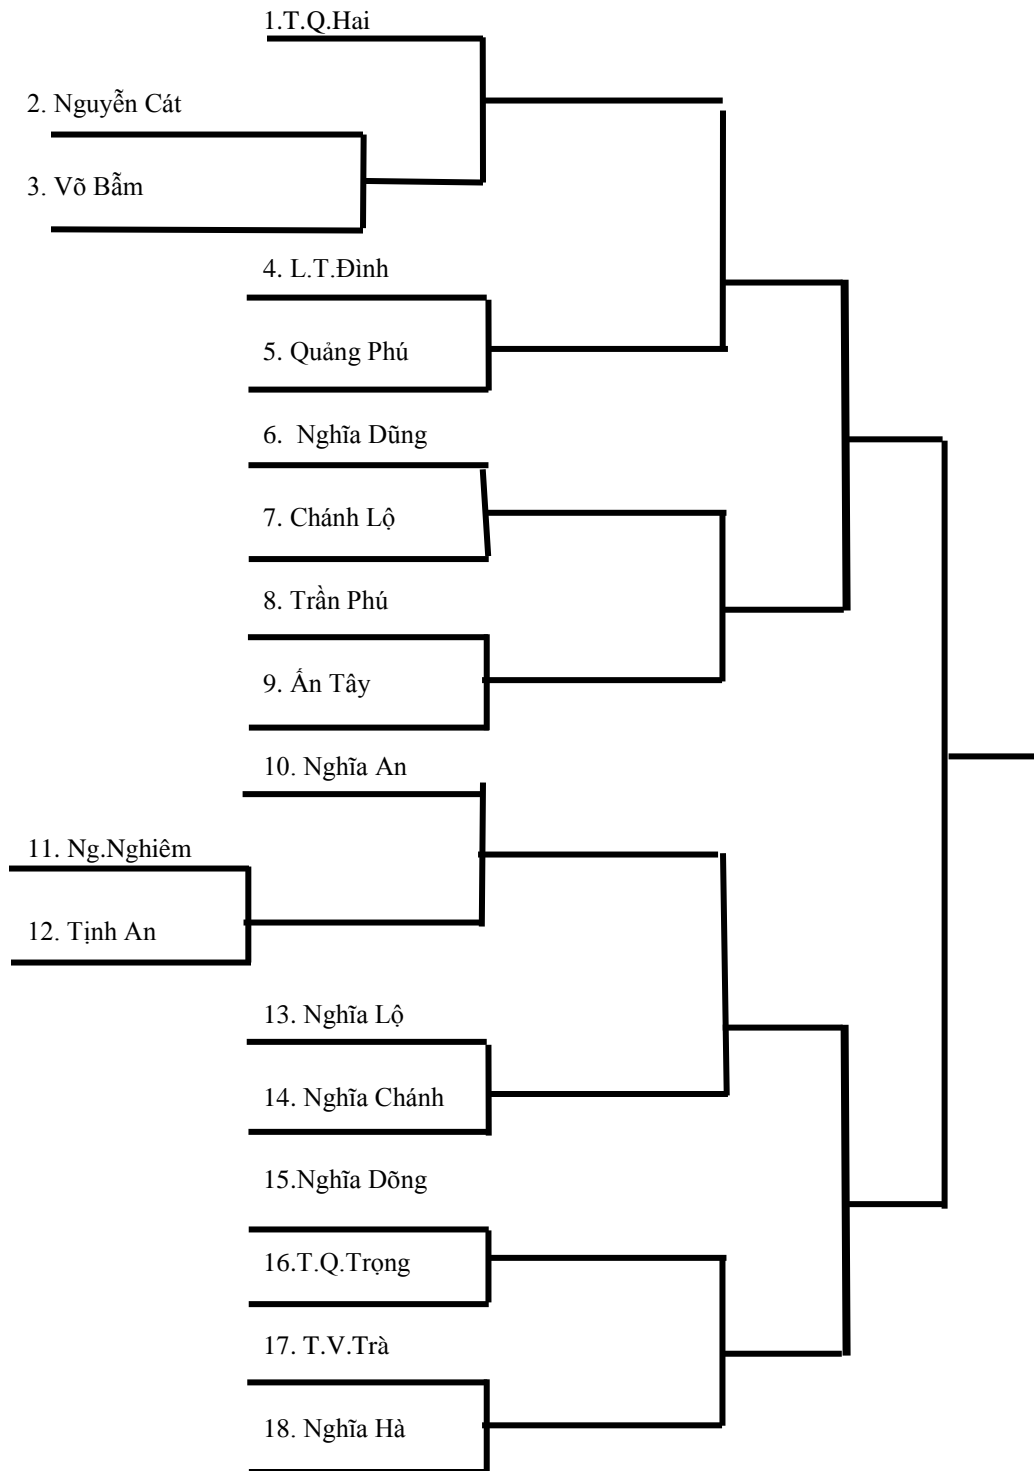 1.T.Q.Hai
2. Nguyễn Cát
3. Võ Bẫm
4. L.T.Đình
5. Quảng Phú
6.  Nghĩa Dũng
7. Chánh Lộ
8. Trần Phú
9. Ấn Tây
10. Nghĩa An
11. Ng.Nghiêm
12. Tịnh An
13. Nghĩa Lộ
14. Nghĩa Chánh
15.Nghĩa Dõng
16.T.Q.Trọng
17. T.V.Trà
18. Nghĩa Hà